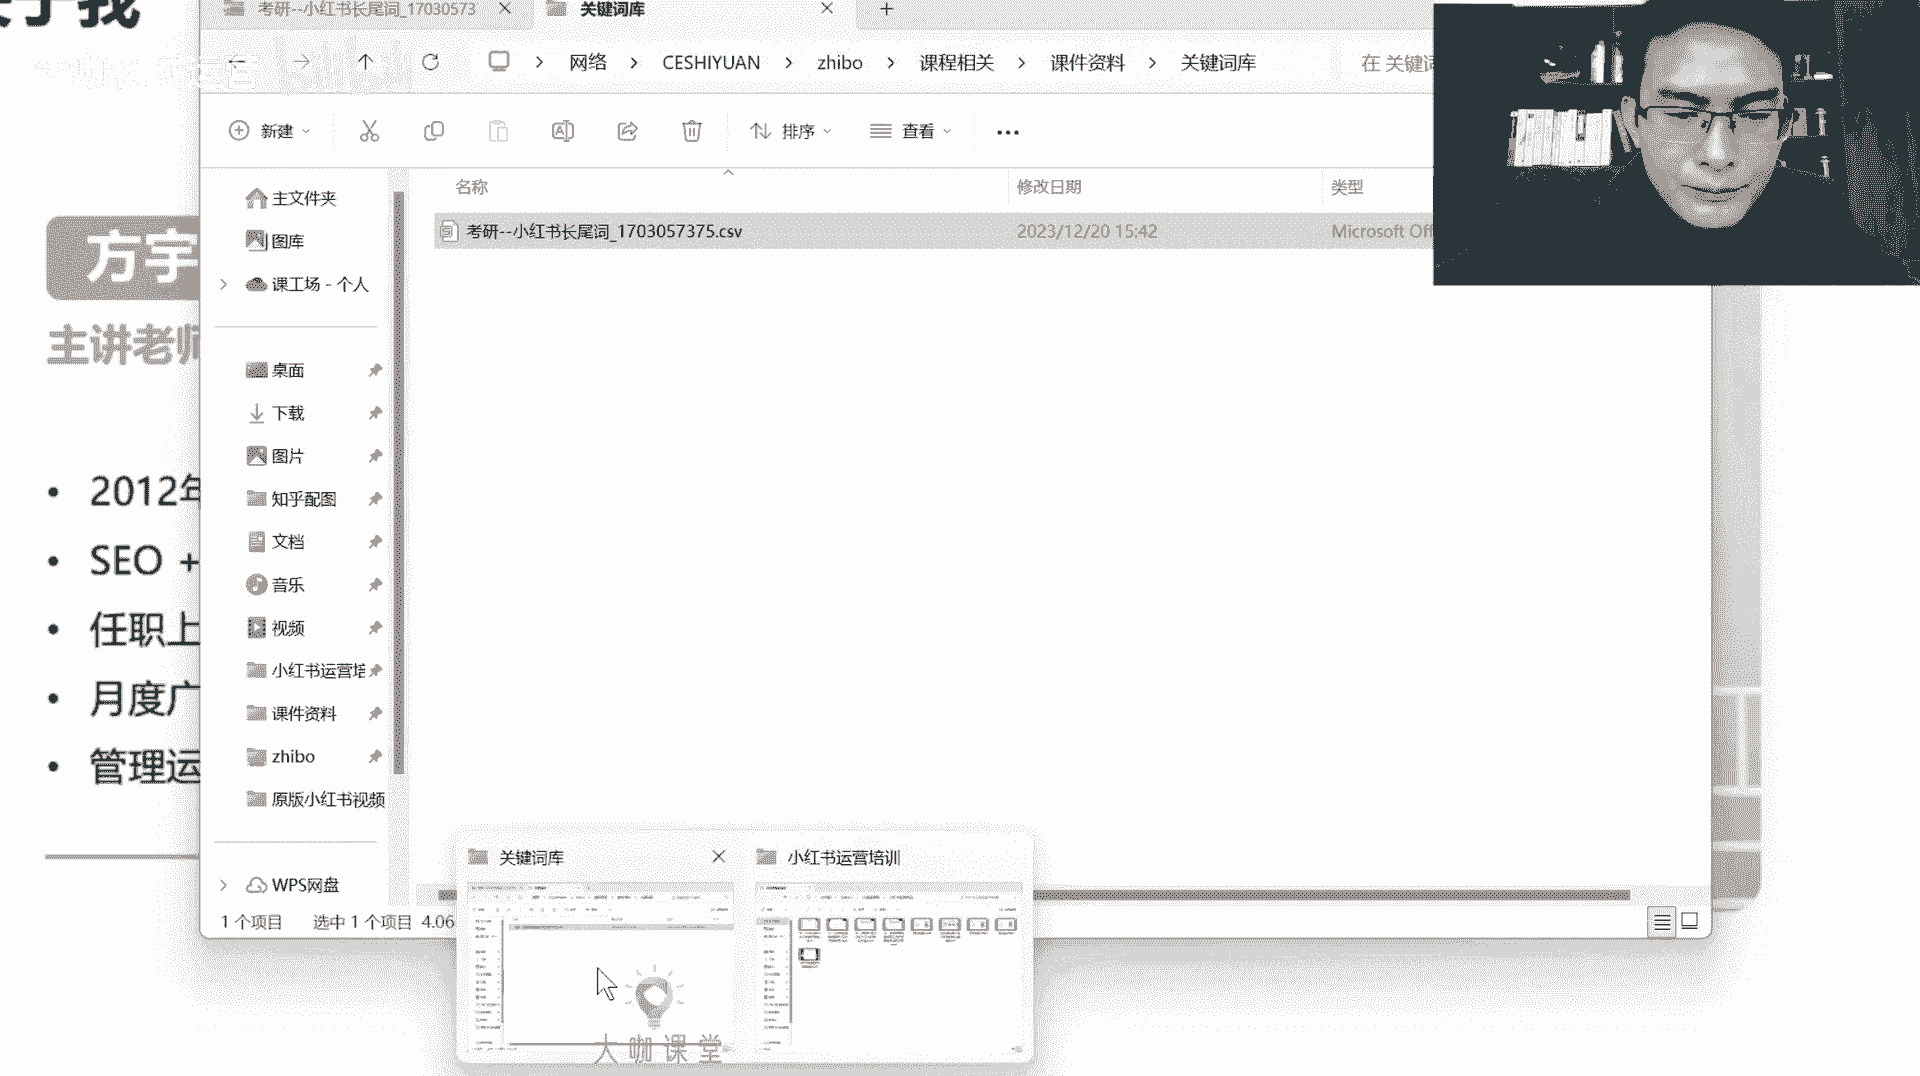 考研--小红书长尾词_17030573
关键词库
网络 CESHIYUAN zhibo 课程相关 课件资料 关键词库
在 关键词
新建
排序
查看
名称 修改日期 类型
考研--小红书长尾词_1703057375.csv 2023/12/20 15:42 Microsoft Off
主文件夹
图库
课工场 - 个人
桌面
下载
图片
知乎配图
文档
音乐
视频
小红书运营培
课件资料
zhibo
原版小红书视频
WPS网盘
1 个项目 选中 1 个项目 4.06
关键词库
小红书运营培训
大咖课堂
方宇
主讲老师
2012年
SEO +
任职上
月度广
管理运